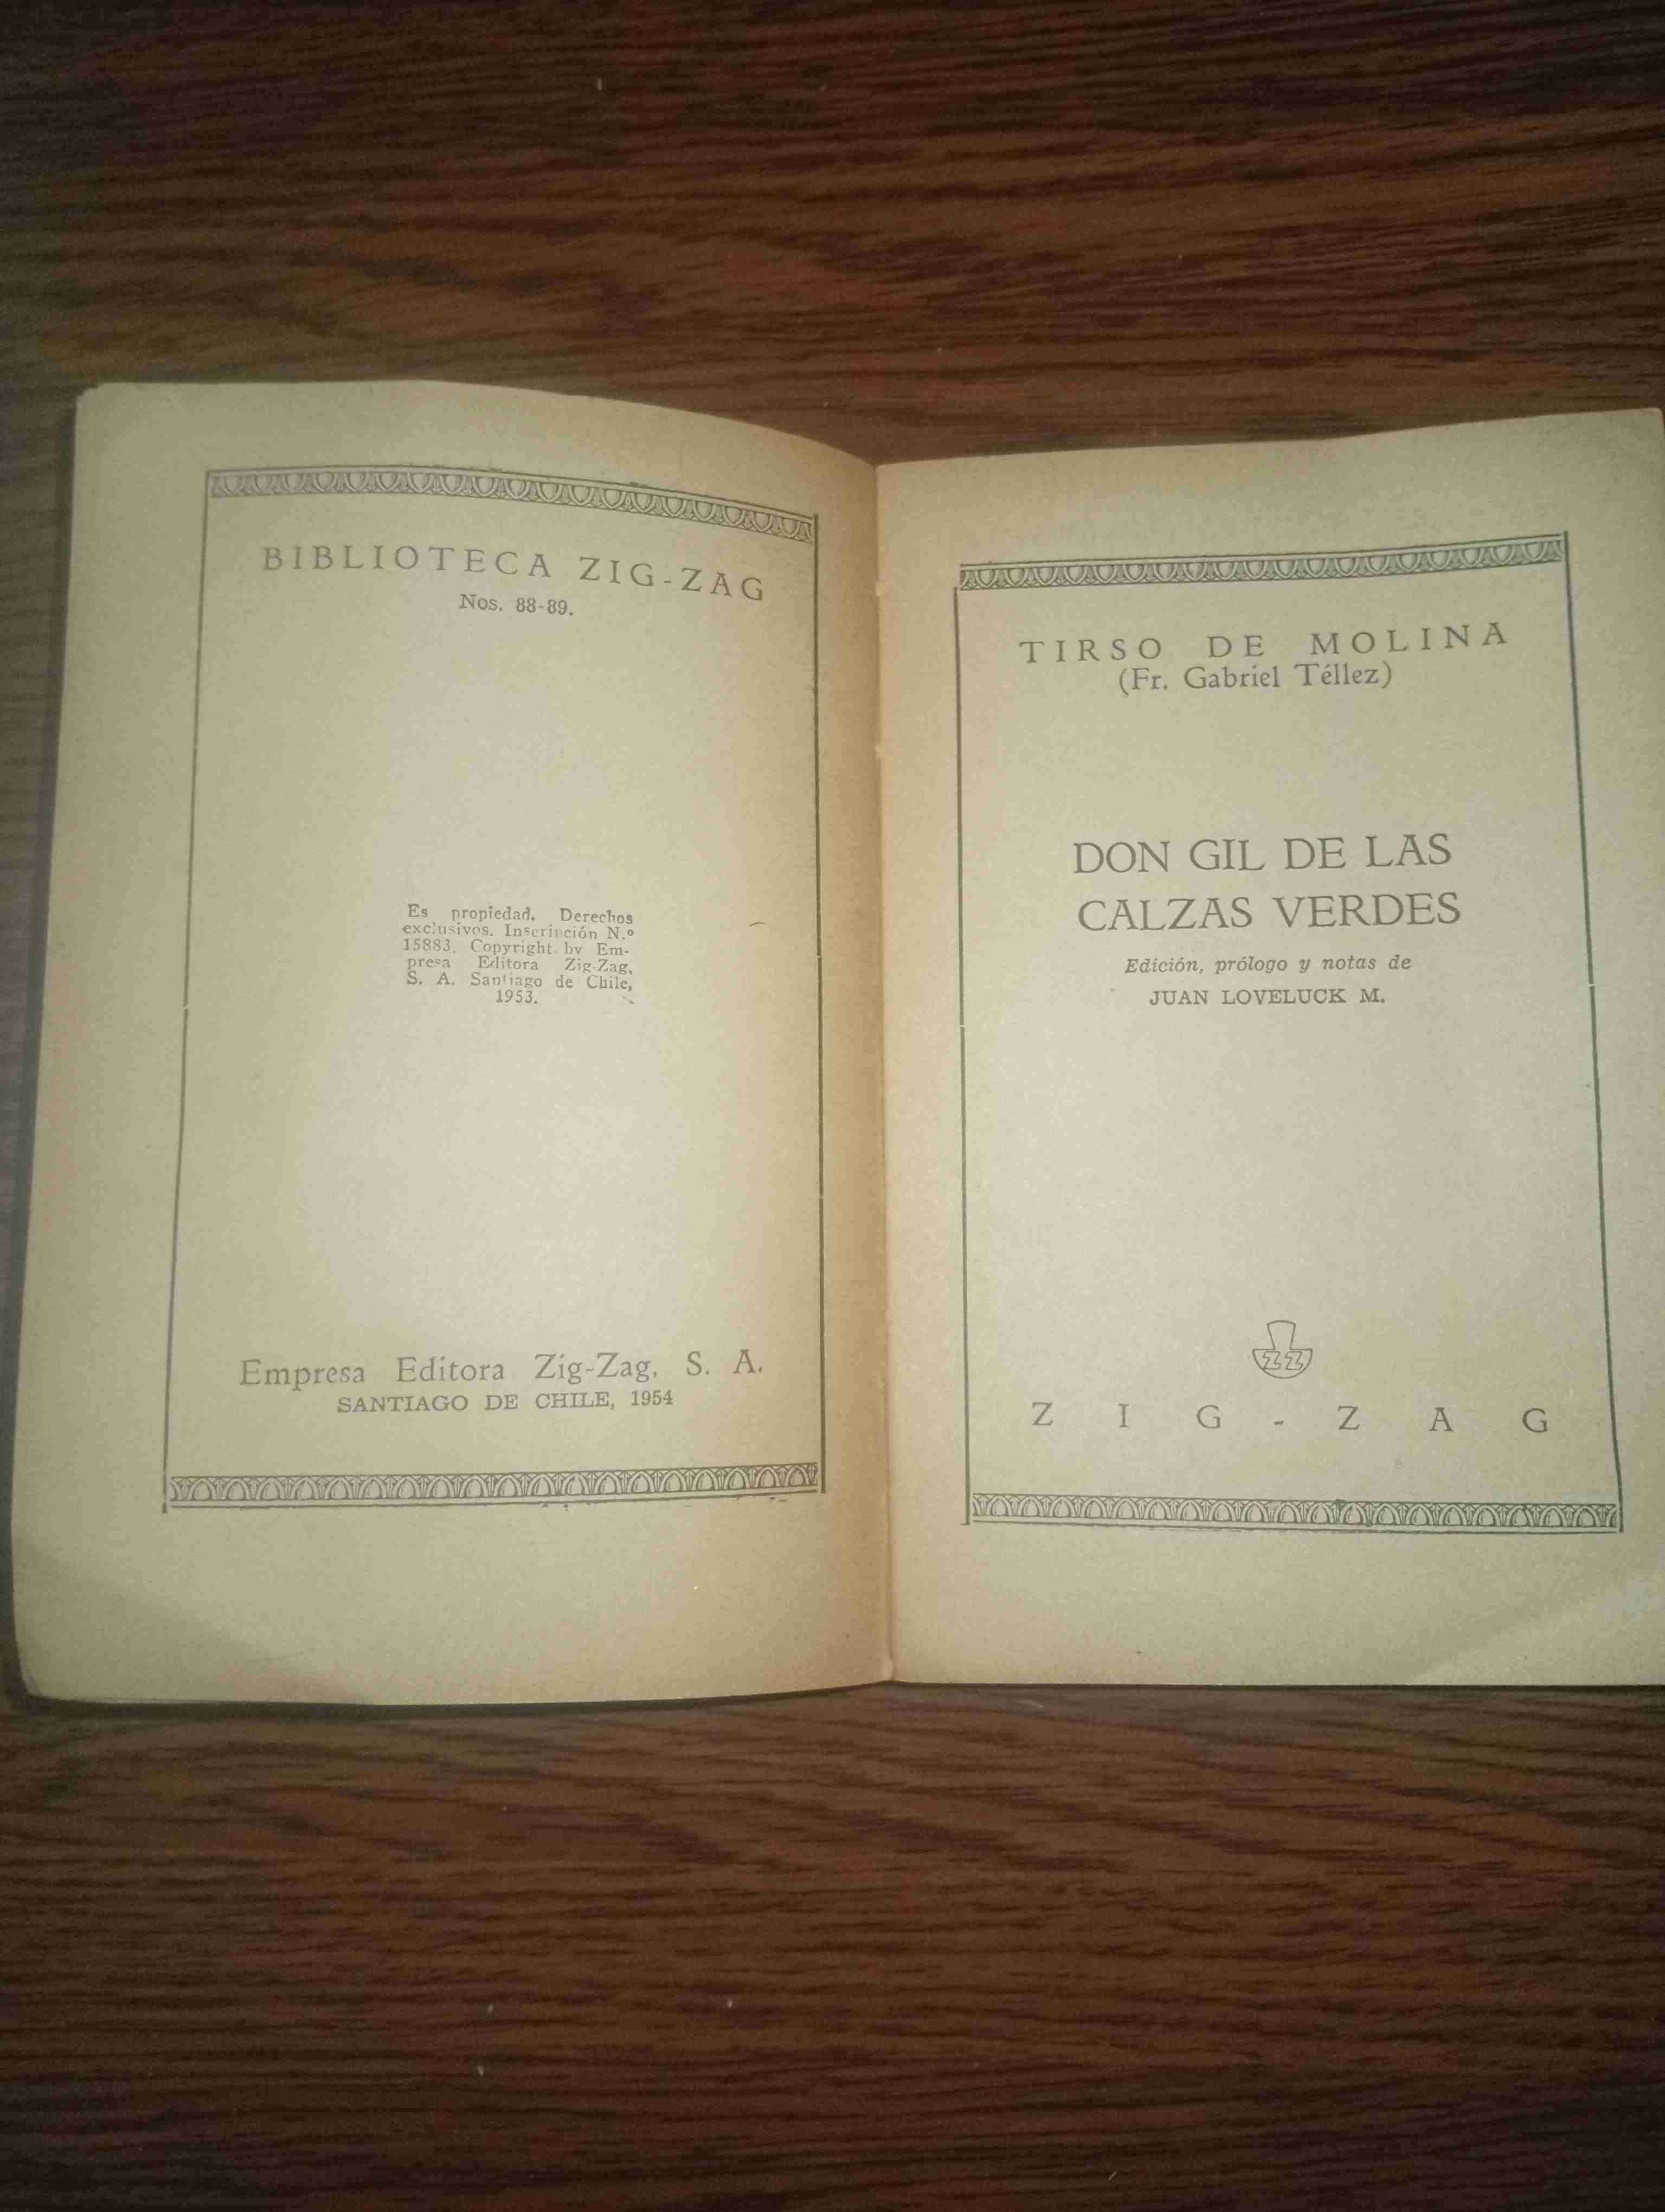 BIBLIOTECA ZIG-ZAG
Nos. 88-89.
Es propiedad. Derechos
exclusivos. Inscripción N.º
15883. Copyright by Em-
presa Editora Zig-Zag,
S. A. Santiago de Chile,
1953.
Empresa Editora Zig-Zag, S. A.
SANTIAGO DE CHILE, 1954
TIRSO DE MOLINA
(Fr. Gabriel Téllez)
DON GIL DE LAS
CALZAS VERDES
Edición, prólogo y notas de
JUAN LOVELUCK M.
ZZ
ZIG-ZAG